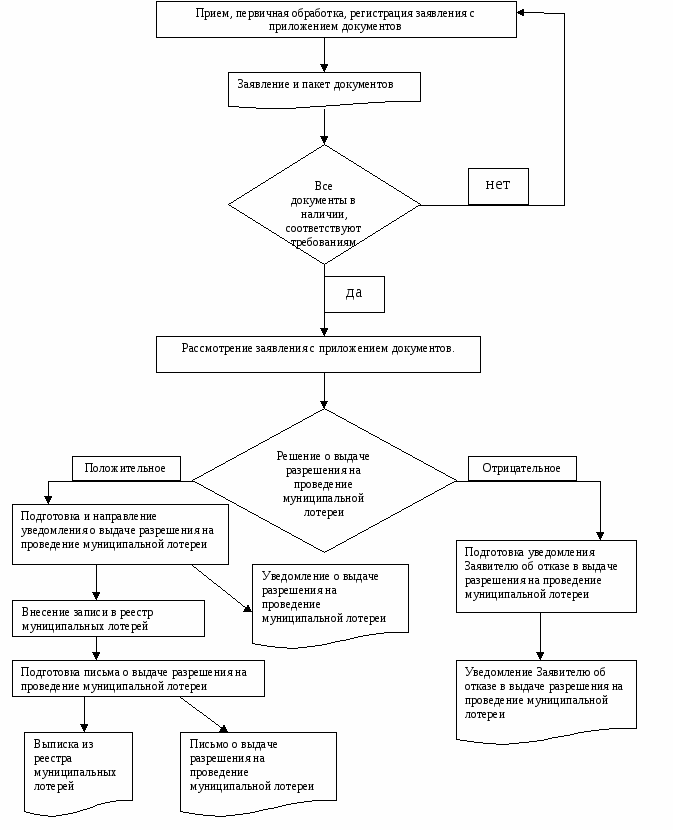 Прием, первичная обработка, регистрация заявления с
приложением документов
Заявление и пакет документов
Все
документы в
наличии,
соответствуют
требованиям
нет
да
Рассмотрение заявления с приложением документов.
Решение о выдаче
разрешения на
проведение
муниципальной
лотереи
Положительное
Отрицательное
Подготовка и направление
уведомления о выдаче разрешения на
проведение муниципальной лотереи
Уведомление о выдаче
разрешения на
проведение
муниципальной лотереи
Подготовка уведомления
Заявителю об отказе в выдаче
разрешения на проведение
муниципальной лотереи
Внесение записи в реестр
муниципальных лотерей
Подготовка письма о выдаче разрешения на
проведение муниципальной лотереи
Уведомление Заявителю об
отказе в выдаче разрешения на
проведение муниципальной
лотереи
Выписка из
реестра
муниципальных
лотерей
Письмо о выдаче
разрешения на
проведение
муниципальной лотереи